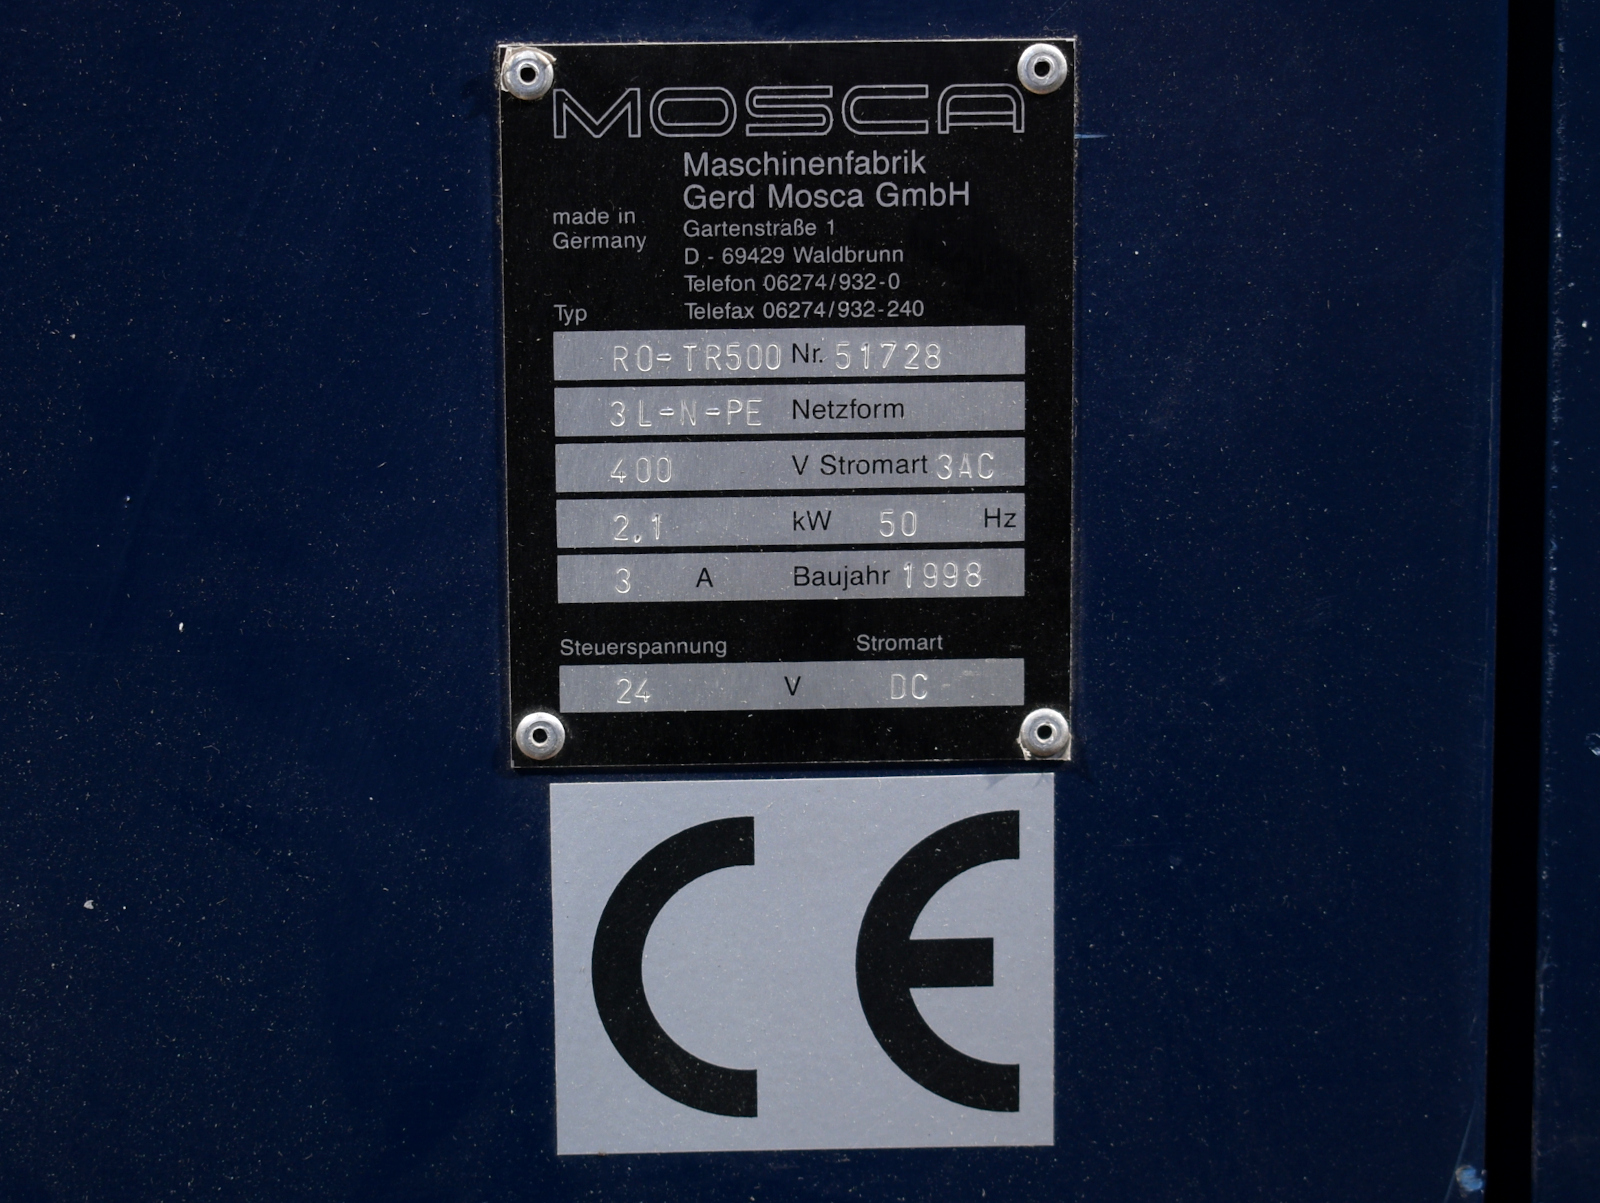 MOSCA
Maschinenfabrik
Gerd Mosca GmbH
made in
Germany
Gartenstraße 1
D - 69429 Waldbrunn
Telefon 06274/932-0
Telefax 06274/932-240
Typ
RO-TR500 Nr. 51728
3L-N-PE Netzform
400 V Stromart 3AC
2,1 kW 50 Hz
3 A Baujahr 1998
Steuerspannung Stromart
24 V DC-
CE